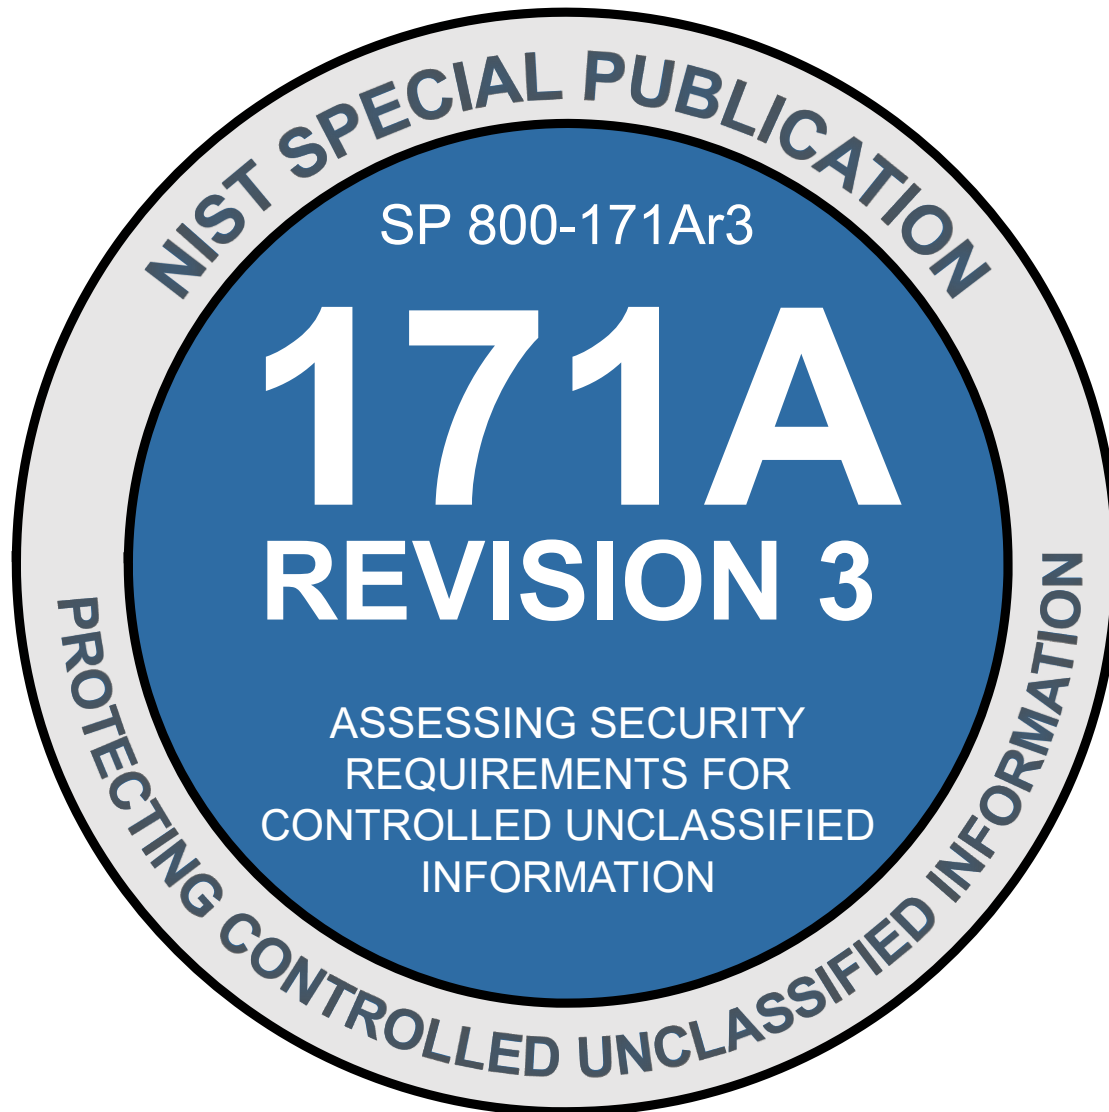 NIST SPECIAL PUBLICATION
SP 800-171Ar3
171A
REVISION 3
ASSESSING SECURITY
REQUIREMENTS FOR
CONTROLLED UNCLASSIFIED
INFORMATION
PROTECTING CONTROLLED UNCLASSIFIED INFORMATION